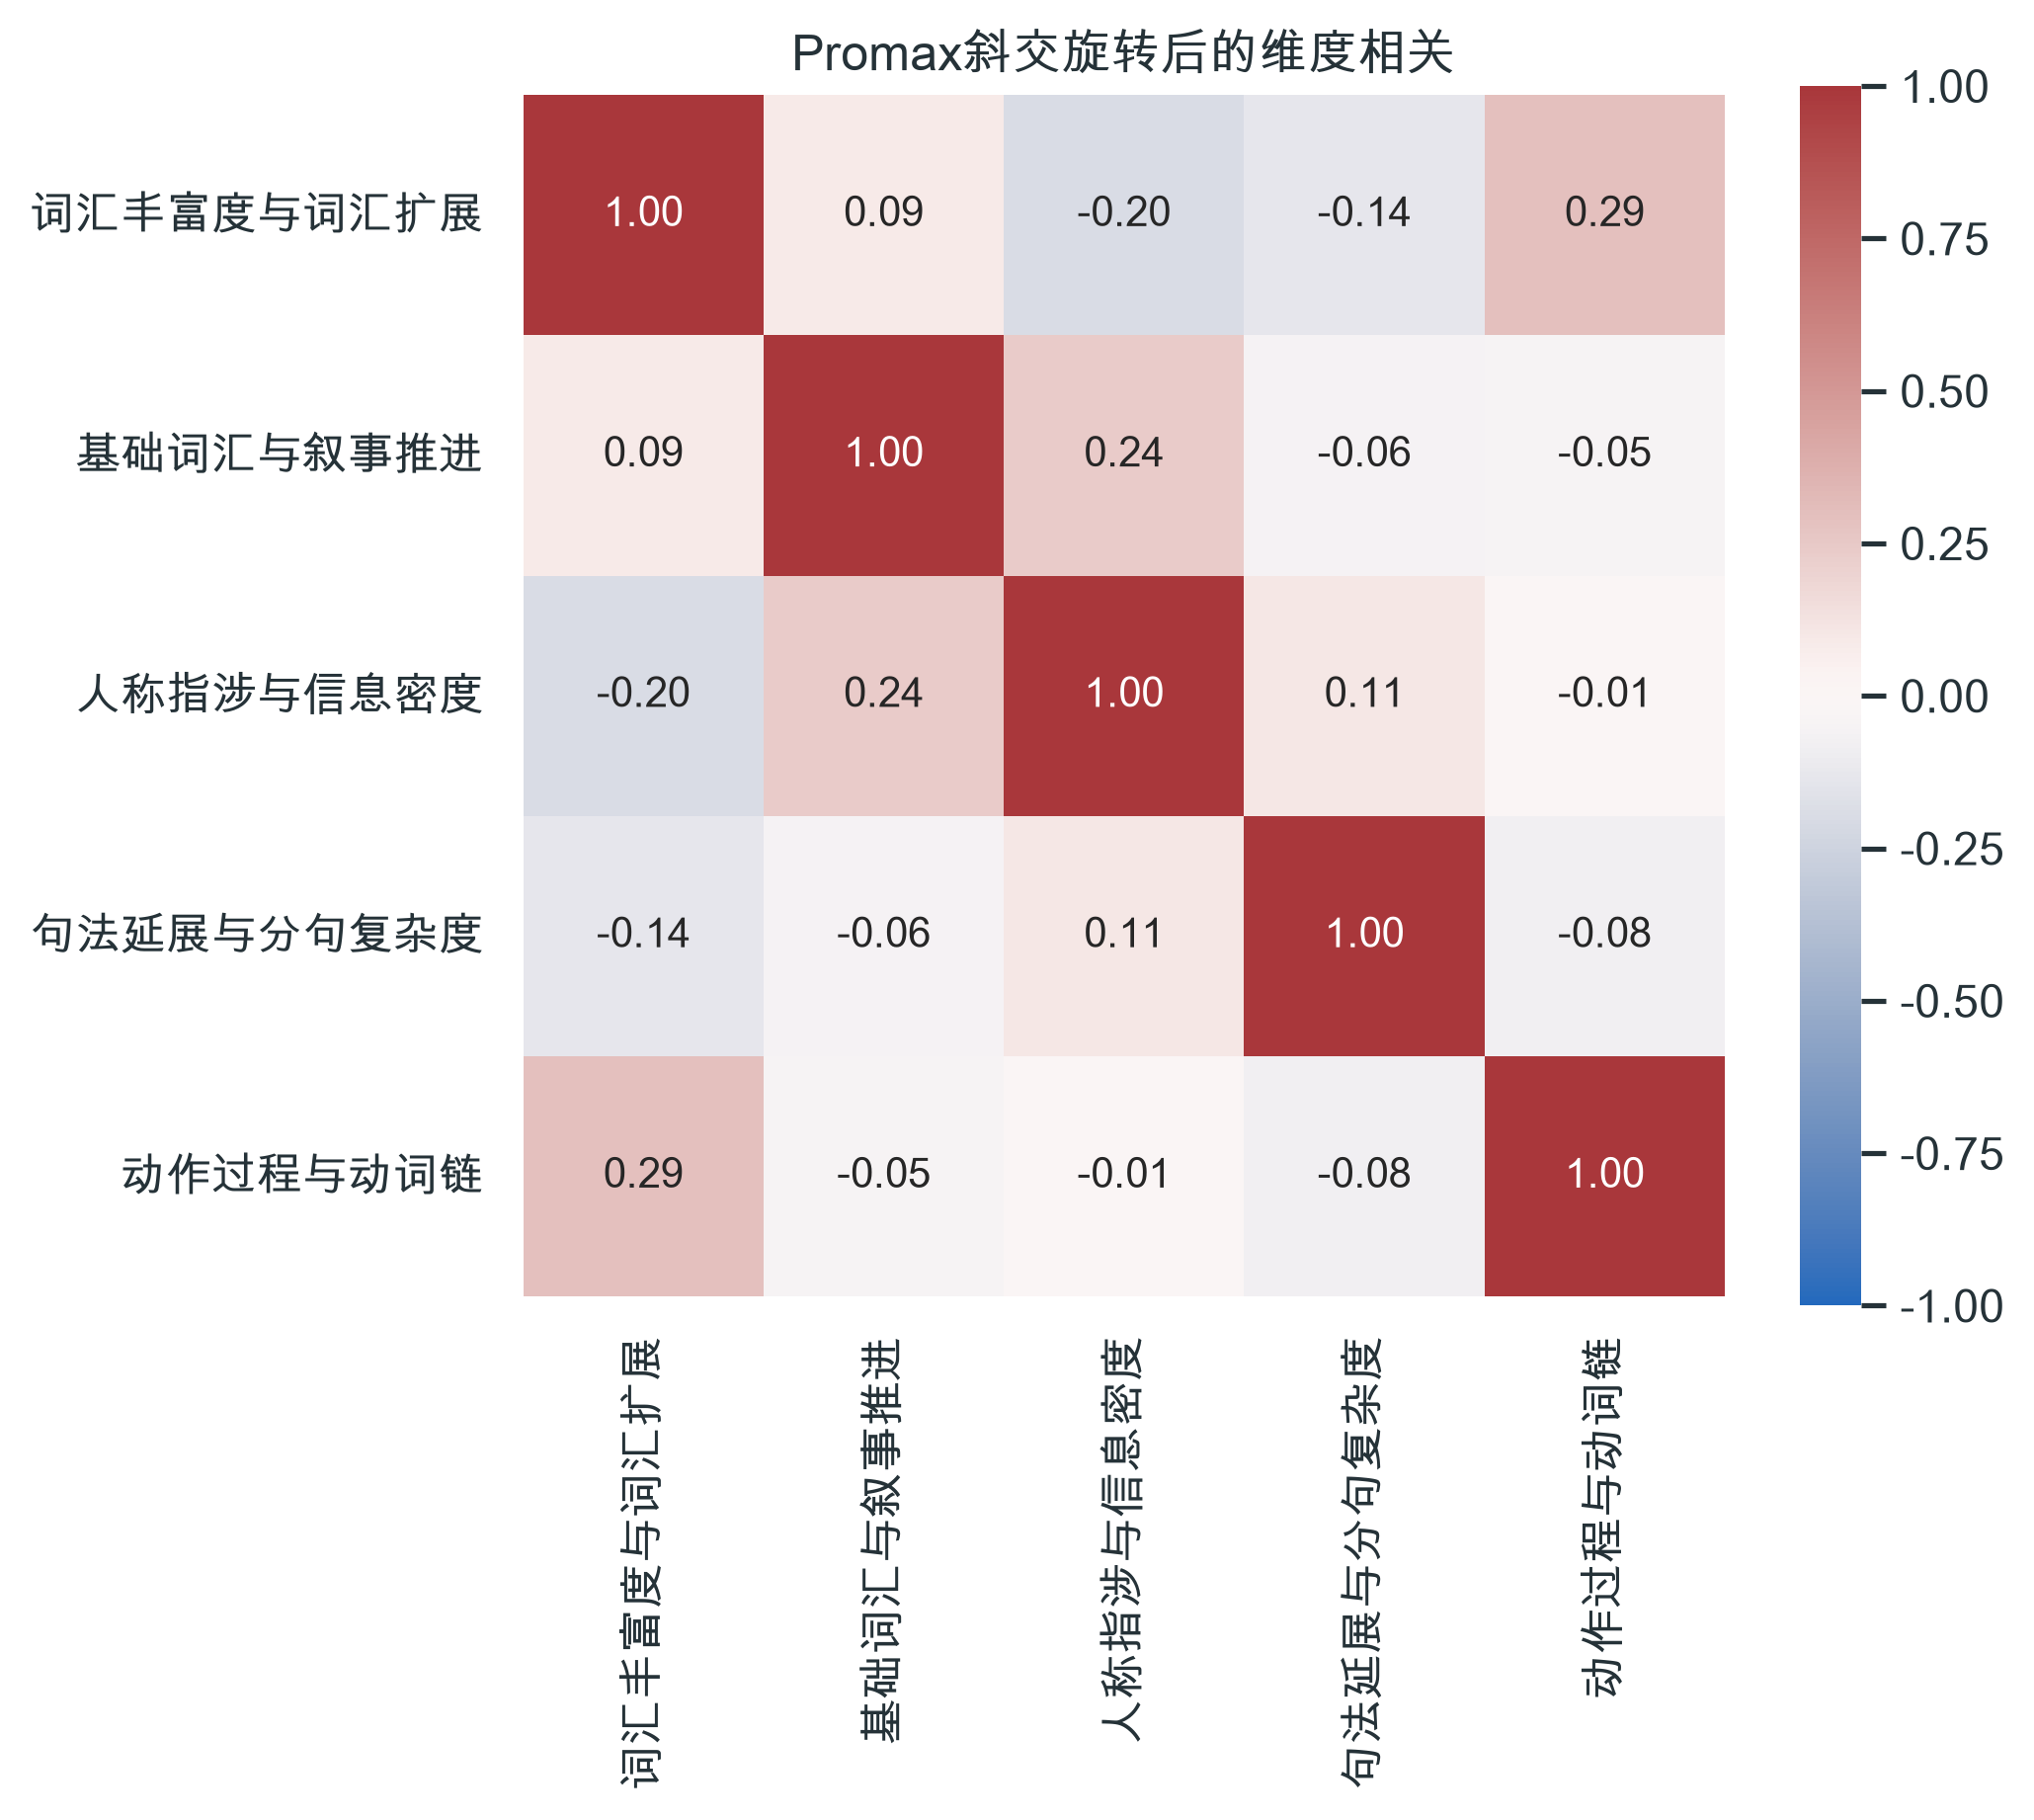 Promax斜交旋转后的维度相关
词汇丰富度与词汇扩展 1.00 0.09 -0.20 -0.14 0.29
基础词汇与叙事推进 0.09 1.00 0.24 -0.06 -0.05
人称指涉与信息密度 -0.20 0.24 1.00 0.11 -0.01
句法延展与分句复杂度 -0.14 -0.06 0.11 1.00 -0.08
动作过程与动词链 0.29 -0.05 -0.01 -0.08 1.00
词汇丰富度与词汇扩展
基础词汇与叙事推进
人称指涉与信息密度
句法延展与分句复杂度
动作过程与动词链
1.00
0.75
0.50
0.25
0.00
-0.25
-0.50
-0.75
-1.00